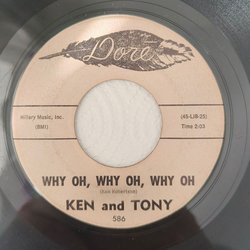 Doré
Hillary Music, Inc.
(BMI)
(45-LJB-25)
Time 2:03
WHY OH, WHY OH, WHY OH
KEN and TONY
586